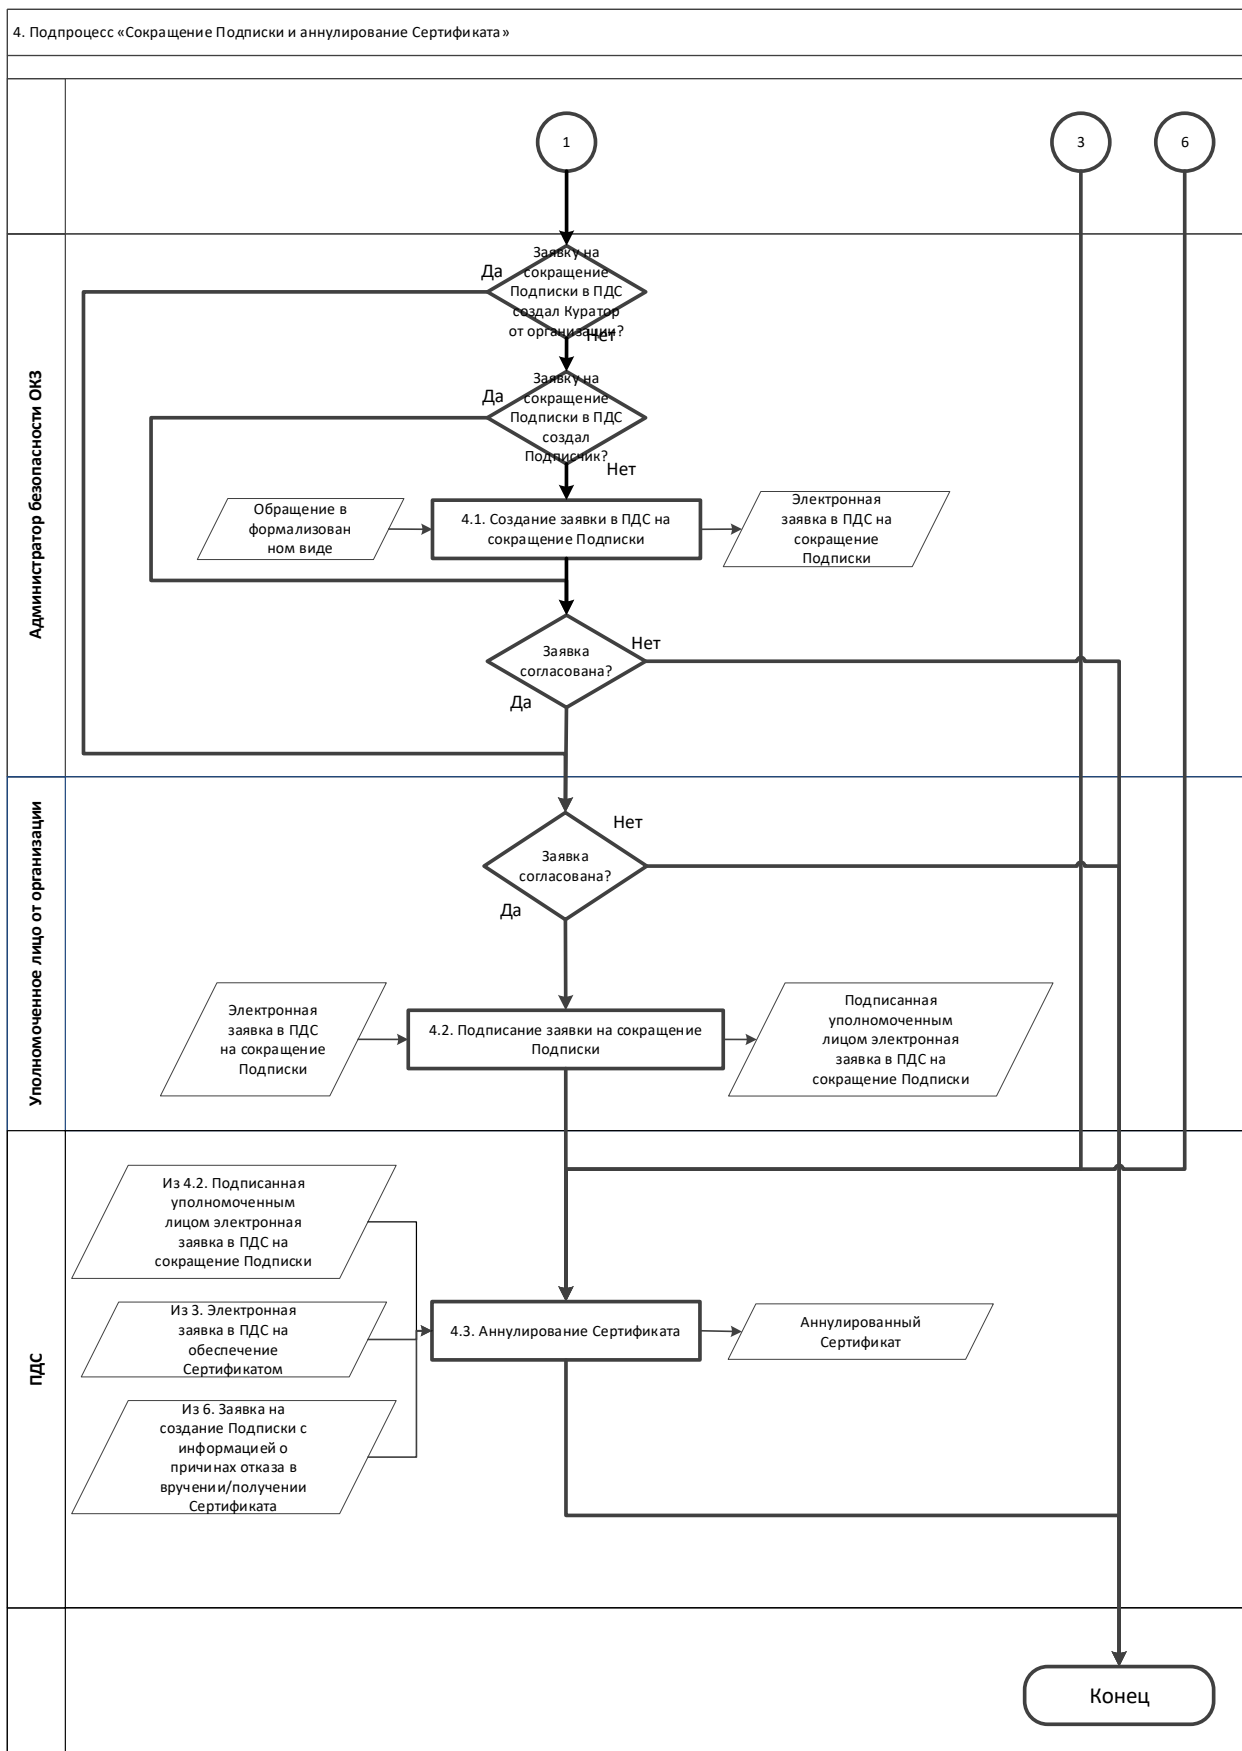 4. Подпроцесс «Сокращение Подписки и аннулирование Сертификата»
1
3
6
Администратор безопасности ОКЗ
Заявку на
сокращение
Подписки в ПДС
создал Куратор
от организации?
Да
Нет
Заявку на
сокращение
Подписки в ПДС
создал
Подписчик?
Да
Нет
Обращение в
формализован
ном виде
4.1. Создание заявки в ПДС на
сокращение Подписки
Электронная
заявка в ПДС на
сокращение
Подписки
Заявка
согласована?
Нет
Да
Уполномоченное лицо от организации
Заявка
согласована?
Нет
Да
Электронная
заявка в ПДС
на сокращение
Подписки
4.2. Подписание заявки на сокращение
Подписки
Подписанная
уполномоченным
лицом электронная
заявка в ПДС на
сокращение Подписки
ПДС
Из 4.2. Подписанная
уполномоченным
лицом электронная
заявка в ПДС на
сокращение Подписки
Из 3. Электронная
заявка в ПДС на
обеспечение
Сертификатом
Из 6. Заявка на
создание Подписки с
информацией о
причинах отказа в
вручении/получении
Сертификата
4.3. Аннулирование Сертификата
Аннулированный
Сертификат
Конец